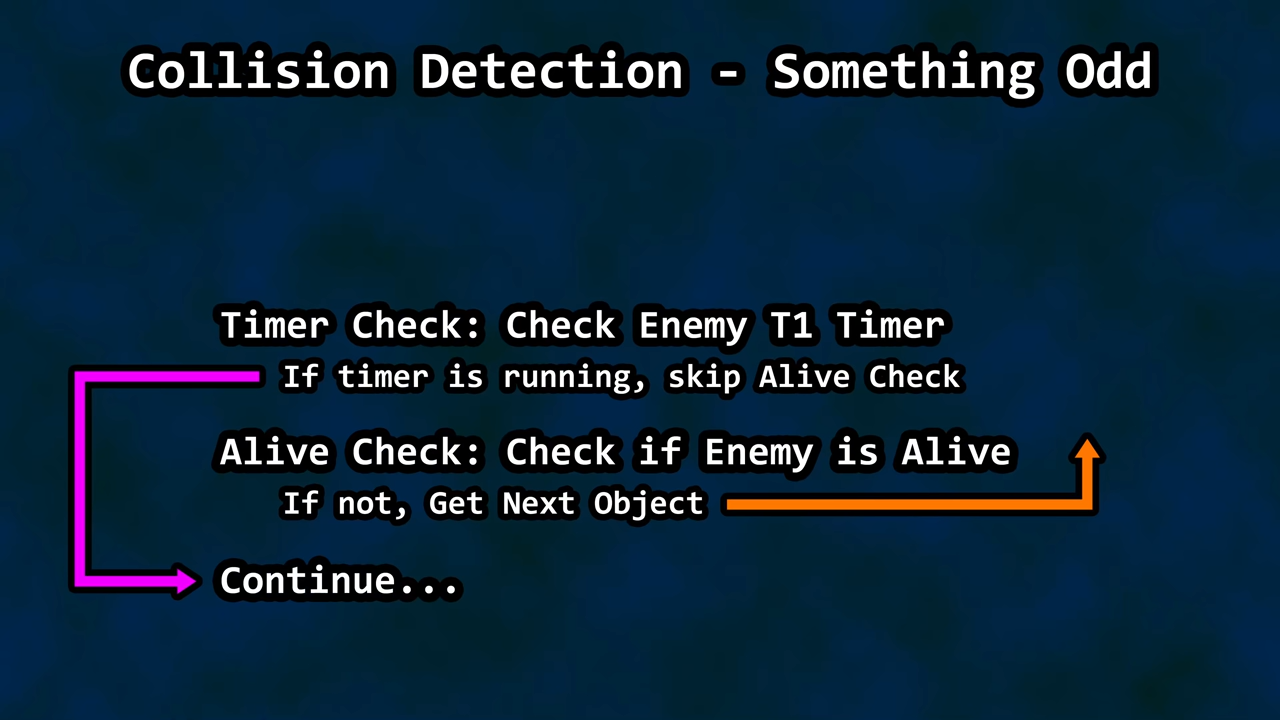 Collision Detection - Something Odd
Timer Check: Check Enemy T1 Timer
If timer is running, skip Alive Check
Alive Check: Check if Enemy is Alive
If not, Get Next Object
Continue...